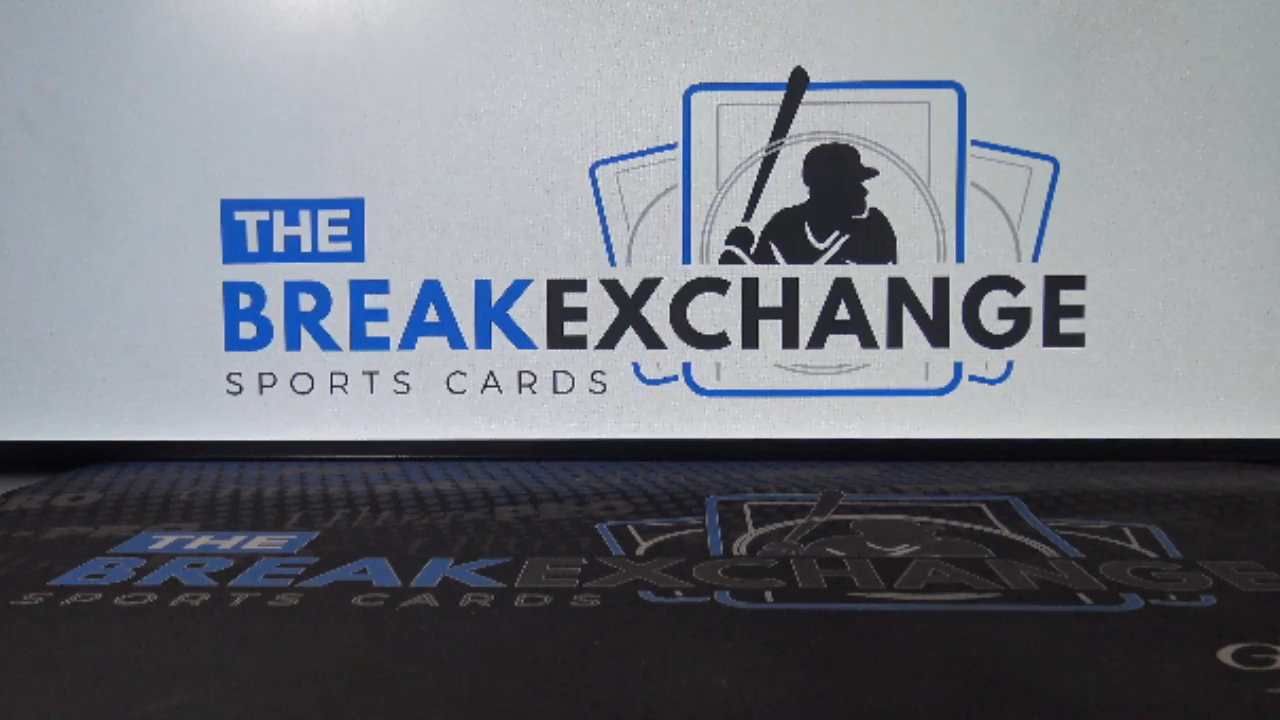 THE
BREAKEXCHANGE
SPORTS CARDS
THE
BREAKEXCHANGE
SPORTS CARDS